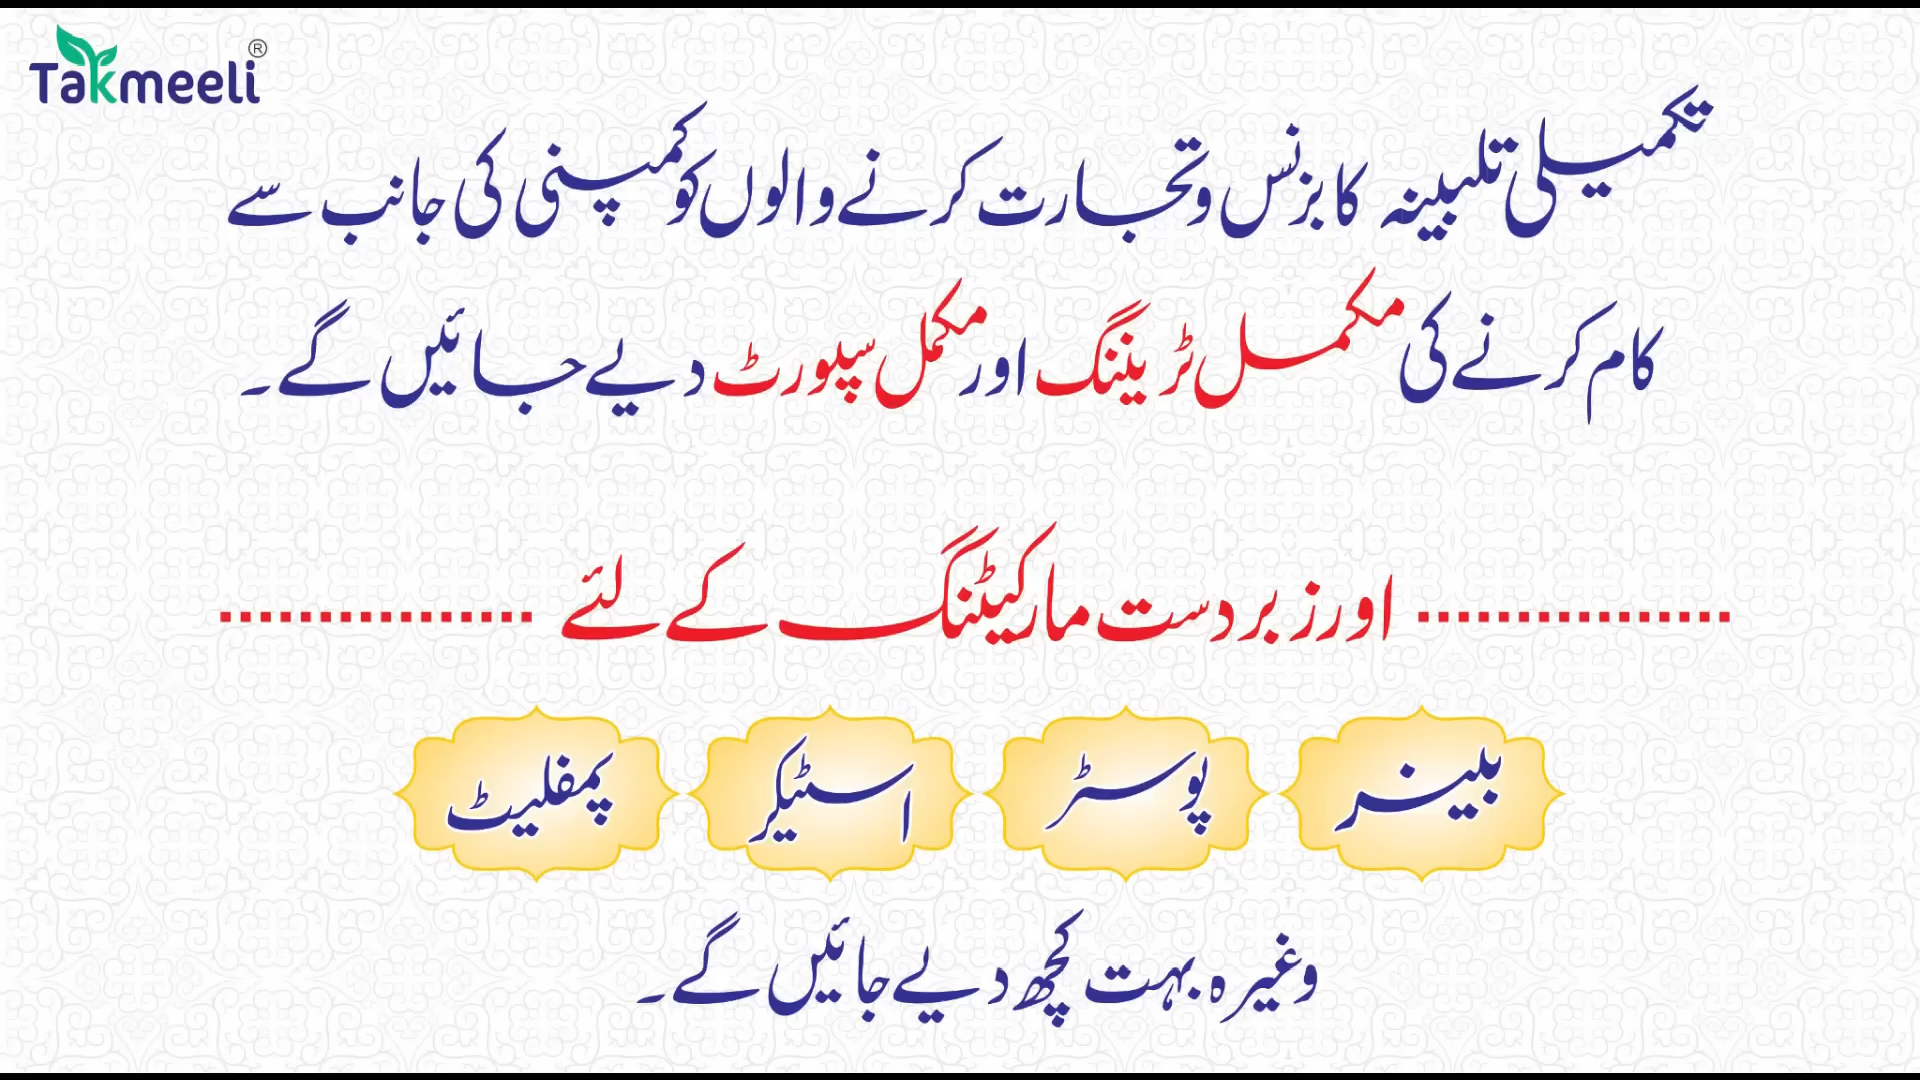 Takmeeli®
تکمیلی تلبینہ کا بزنس و تجارت کرنے والوں کو کمپنی کی جانب سے
کام کرنے کی مکمل ٹریننگ اور مکمل سپورٹ دیے جائیں گے۔
............... اور زبردست مارکیٹنگ کے لئے ...............
بینر پوسٹر اسٹیکر پمفلیٹ
وغیرہ بہت کچھ دیے جائیں گے۔